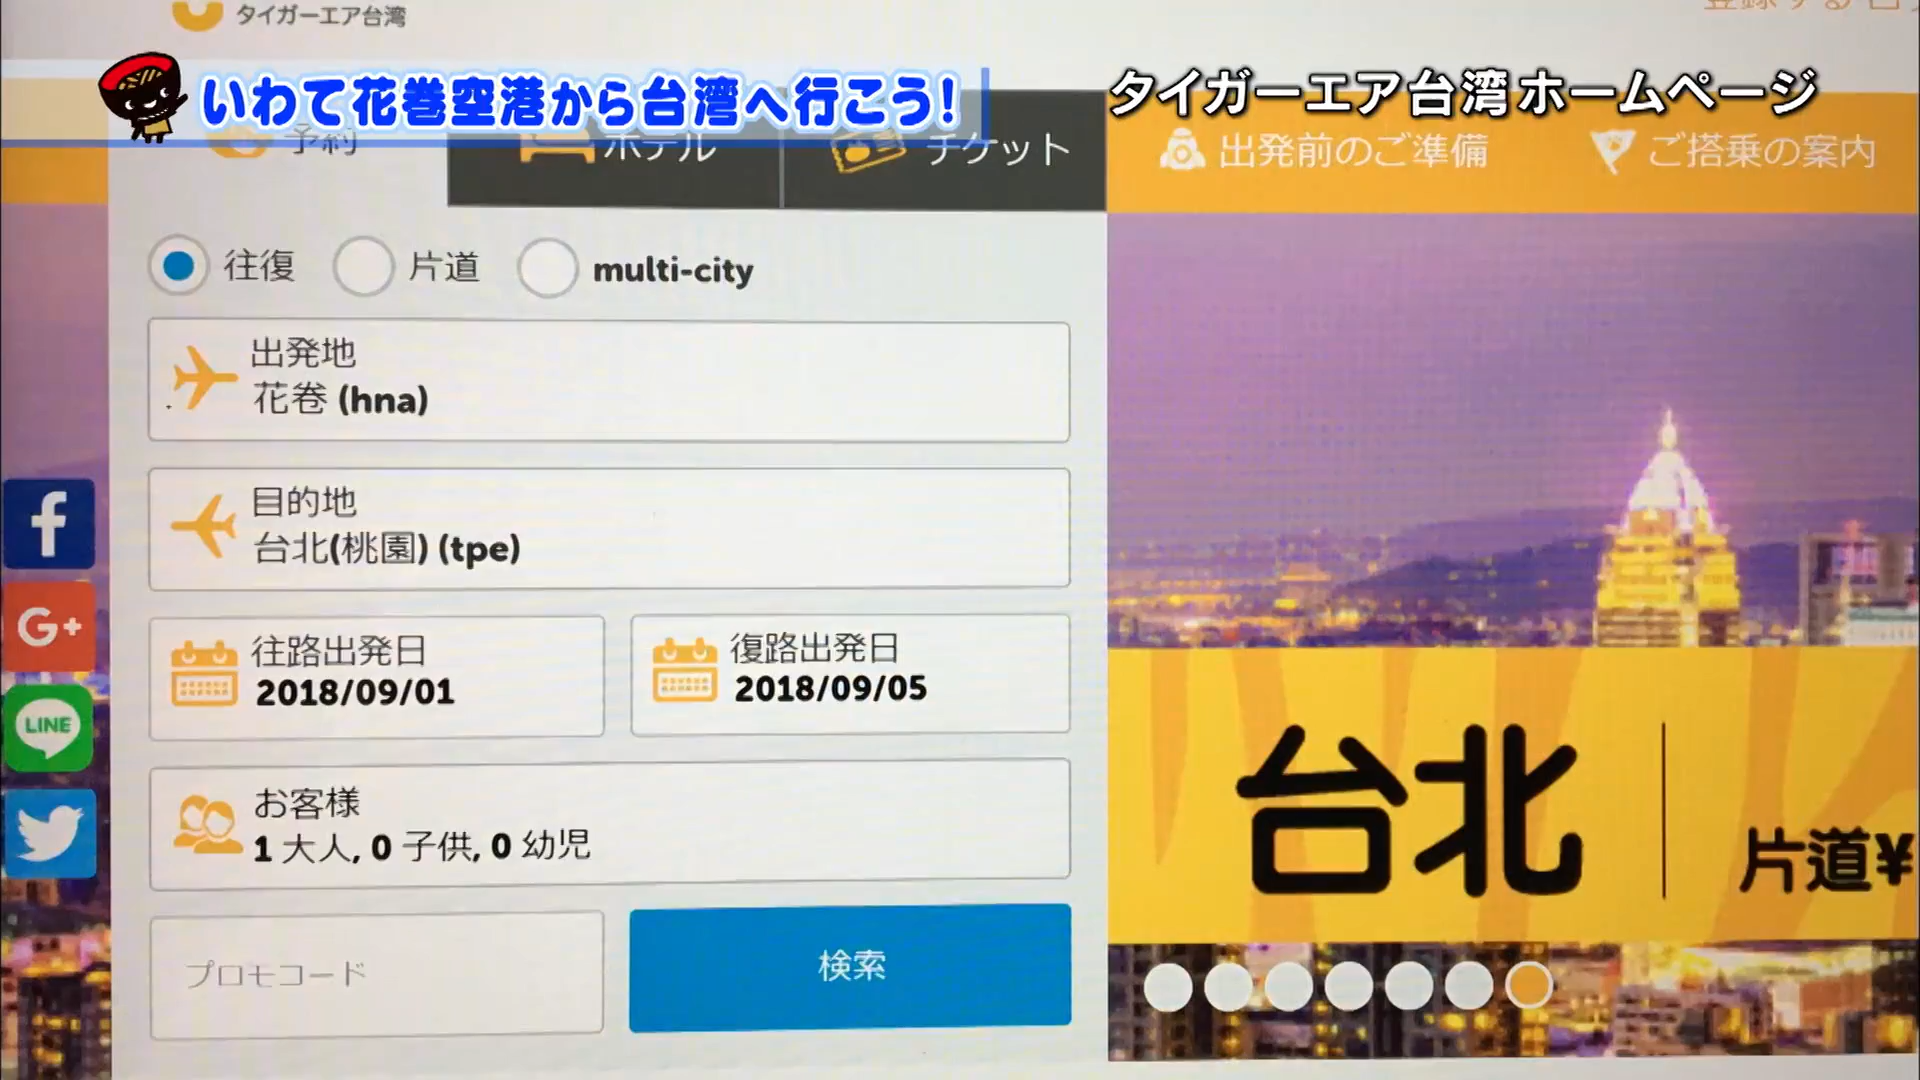 タイガーエア台湾
いわて花巻空港から台湾へ行こう!
タイガーエア台湾ホームページ
予約
ホテル
チケット
出発前のご準備
ご搭乗の案内
往復
片道
multi-city
出発地
花巻 (hna)
目的地
台北(桃園) (tpe)
往路出発日
2018/09/01
復路出発日
2018/09/05
お客様
1 大人, 0 子供, 0 幼児
プロモコード
検索
f
G+
LINE
台北
片道¥